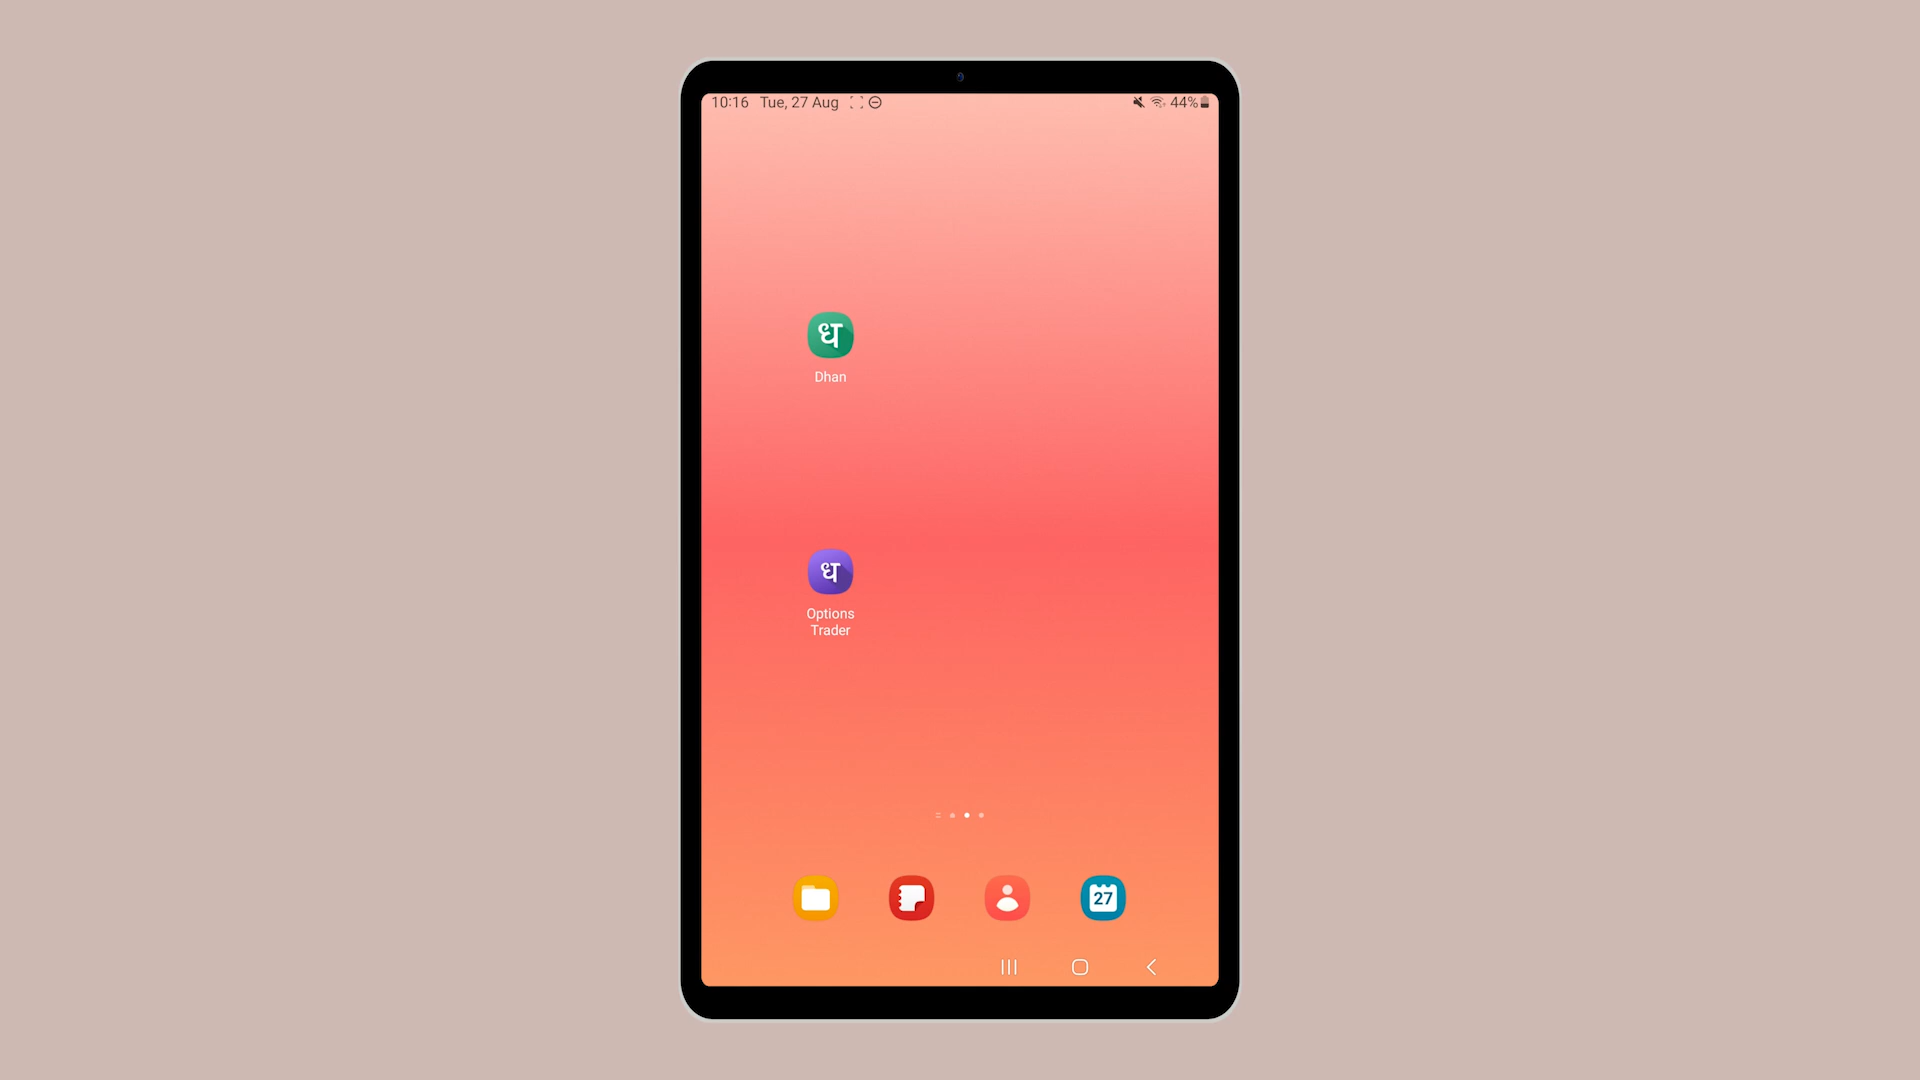 10:16 Tue, 27 Aug
44%
ध
Dhan
ध
Options
Trader
27